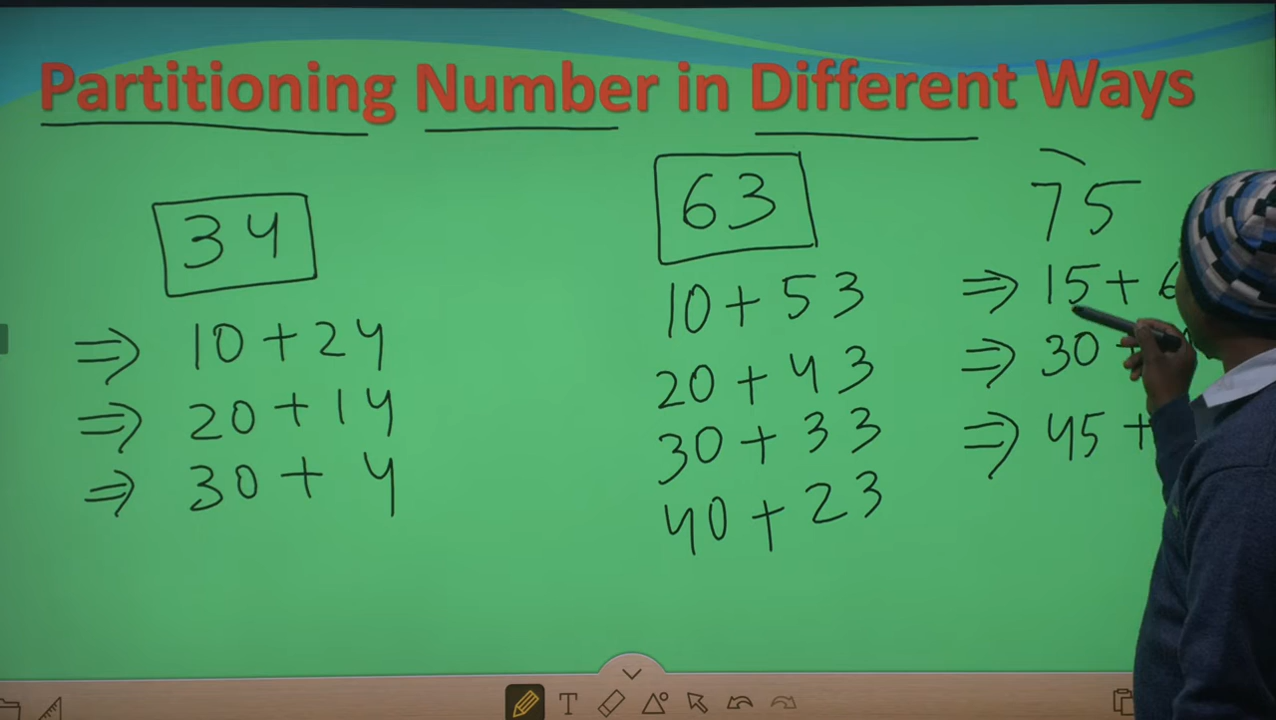 Partitioning Number in Different Ways
34
⇒ 10 + 24
⇒ 20 + 14
⇒ 30 + 4
63
10 + 53
20 + 43
30 + 33
40 + 23
75
⇒ 15 + 6
⇒ 30 +
⇒ 45 +
T